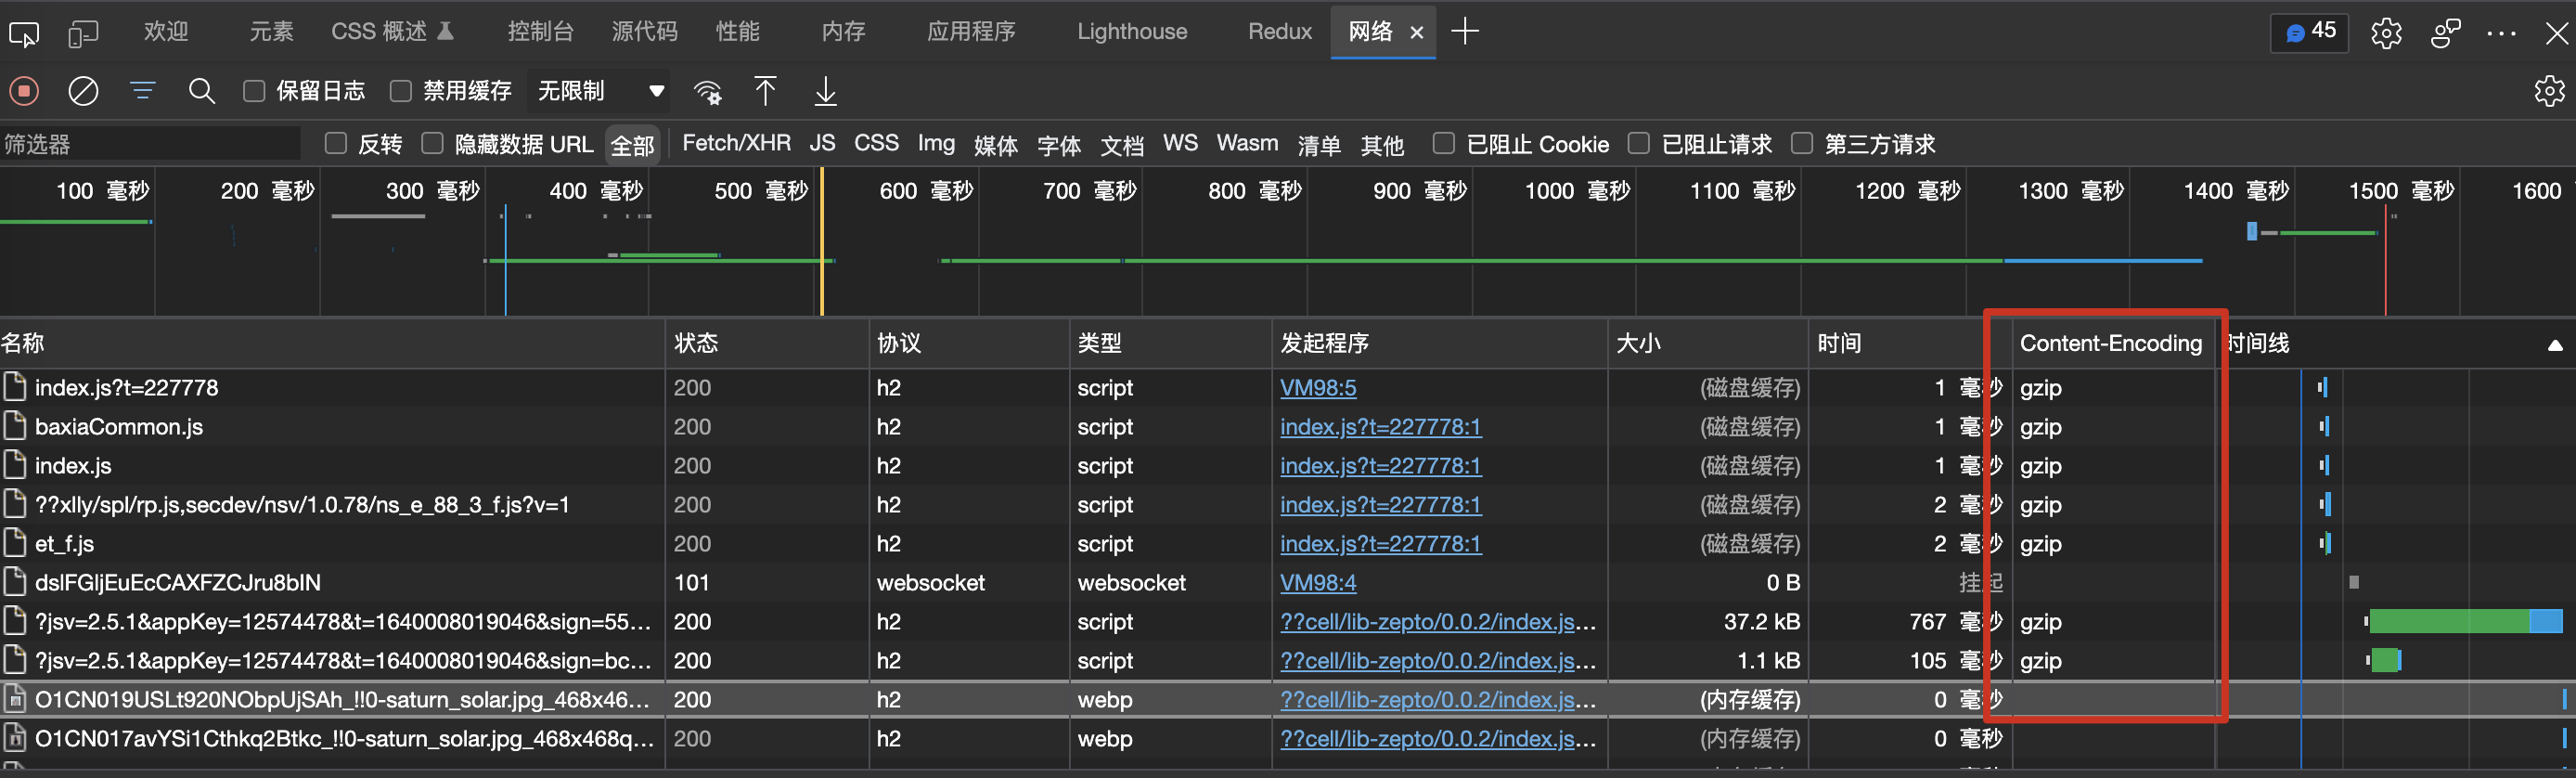 欢迎 元素 CSS 概述 控制台 源代码 性能 内存 应用程序 Lighthouse Redux 网络 45
保留日志 禁用缓存 无限制
筛选器 反转 隐藏数据 URL 全部 Fetch/XHR JS CSS Img 媒体 字体 文档 WS Wasm 清单 其他 已阻止 Cookie 已阻止请求 第三方请求
100 毫秒 200 毫秒 300 毫秒 400 毫秒 500 毫秒 600 毫秒 700 毫秒 800 毫秒 900 毫秒 1000 毫秒 1100 毫秒 1200 毫秒 1300 毫秒 1400 毫秒 1500 毫秒 1600
名称 状态 协议 类型 发起程序 大小 时间 Content-Encoding 时间线
index.js?t=227778 200 h2 script VM98:5 (磁盘缓存) 1 毫秒 gzip
baxiaCommon.js 200 h2 script index.js?t=227778:1 (磁盘缓存) 1 毫秒 gzip
index.js 200 h2 script index.js?t=227778:1 (磁盘缓存) 1 毫秒 gzip
??xlly/spl/rp.js,secdev/nsv/1.0.78/ns_e_88_3_f.js?v=1 200 h2 script index.js?t=227778:1 (磁盘缓存) 2 毫秒 gzip
et_f.js 200 h2 script index.js?t=227778:1 (磁盘缓存) 2 毫秒 gzip
dslFGljEuEcCAXFZCJru8bIN 101 websocket websocket VM98:4 0 B 挂起
?jsv=2.5.1&appKey=12574478&t=1640008019046&sign=55... 200 h2 script ??cell/lib-zepto/0.0.2/index.js... 37.2 kB 767 毫秒 gzip
?jsv=2.5.1&appKey=12574478&t=1640008019046&sign=bc... 200 h2 script ??cell/lib-zepto/0.0.2/index.js... 1.1 kB 105 毫秒 gzip
O1CN019USLt920NObpUjSAh_!!0-saturn_solar.jpg_468x46... 200 h2 webp ??cell/lib-zepto/0.0.2/index.js... (内存缓存) 0 毫秒
O1CN017avYSi1Cthkq2Btkc_!!0-saturn_solar.jpg_468x468q... 200 h2 webp ??cell/lib-zepto/0.0.2/index.js... (内存缓存) 0 毫秒